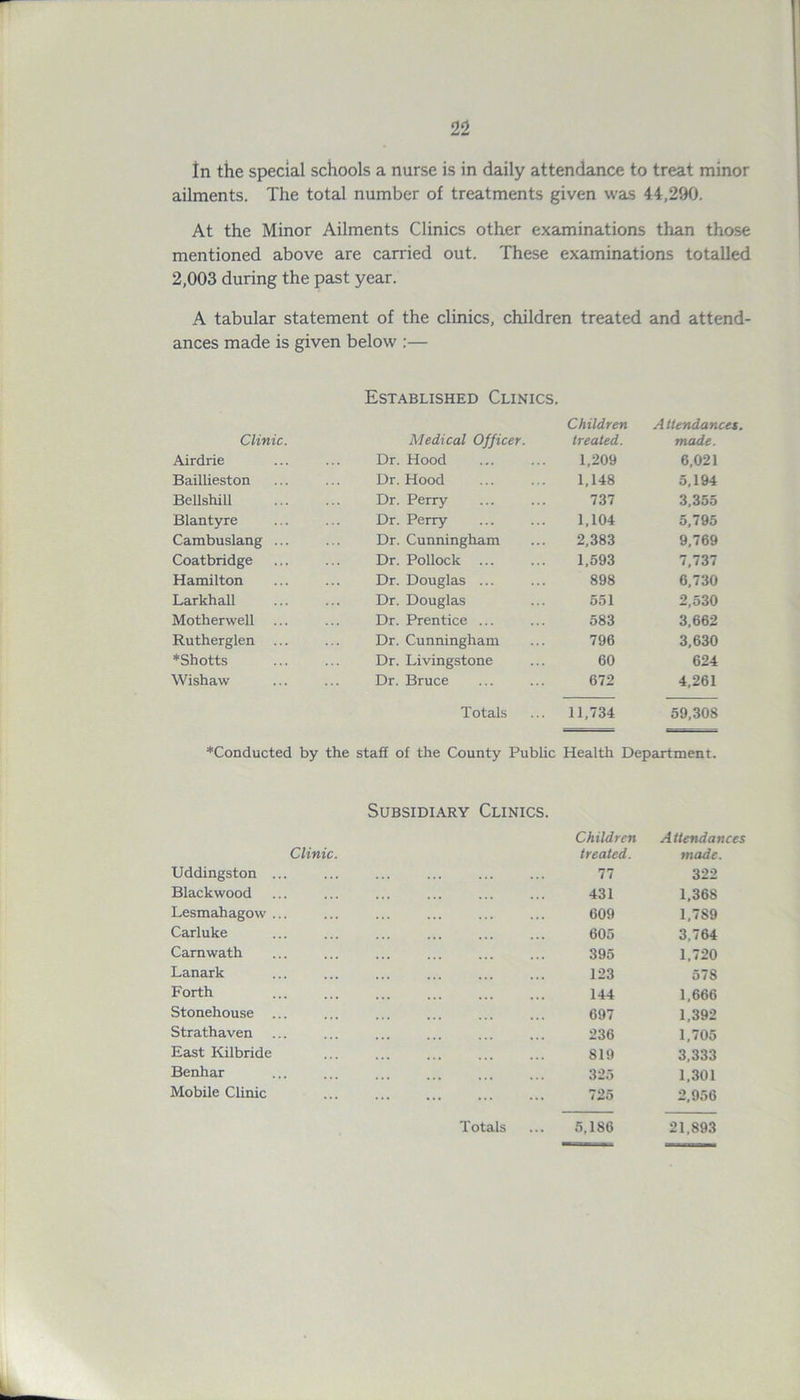 22
In the special schools a nurse is in daily attendance to treat minor
ailments. The total number of treatments given was 44,290.
At the Minor Ailments Clinics other examinations than those
mentioned above are carried out. These examinations totalled
2,003 during the past year.
A tabular statement of the clinics, children treated and attend-
ances made is given below :—
Established Clinics.
Children Attendances.
Clinic. Medical Officer. treated. made.
Airdrie ... ... Dr. Hood ... ... 1,209 6,021
Baillieston ... ... Dr. Hood ... ... 1,148 5,194
Bellshill ... ... Dr. Perry ... ... 737 3,355
Blantyre ... ... Dr. Perry ... ... 1,104 5,795
Cambuslang ... ... Dr. Cunningham ... 2,383 9,769
Coatbridge ... ... Dr. Pollock ... ... 1,593 7,737
Hamilton ... ... Dr. Douglas ... ... 898 6,730
Larkhall ... ... Dr. Douglas ... 551 2,530
Motherwell ... ... Dr. Prentice ... ... 583 3,662
Rutherglen ... ... Dr. Cunningham ... 796 3,630
*Shotts ... ... Dr. Livingstone ... 60 624
Wishaw ... ... Dr. Bruce ... ... 672 4,261
Totals ... 11,734 59,308
*Conducted by the staff of the County Public Health Department.
Subsidiary Clinics.
Children Attendances
Clinic. treated. made.
Uddingston ... ... ... ... ... ... 77 322
Blackwood ... ... ... ... ... ... 431 1,368
Lesmahagow ... ... ... ... ... ... 609 1,789
Carluke ... ... ... ... ... ... 605 3,764
Carnwath ... ... ... ... ... ... 395 1,720
Lanark ... ... ... ... ... ... 123 578
Forth ... ... ... ... ... ... 144 1,666
Stonehouse ... ... ... ... ... ... 697 1,392
Strathaven ... ... ... ... ... ... 236 1,705
East Kilbride ... ... ... ... ... 819 3,333
Benhar ... ... ... ... ... ... 325 1,301
Mobile Clinic ... ... ... ... ... 725 2,956
Totals ... 5,186 21,893